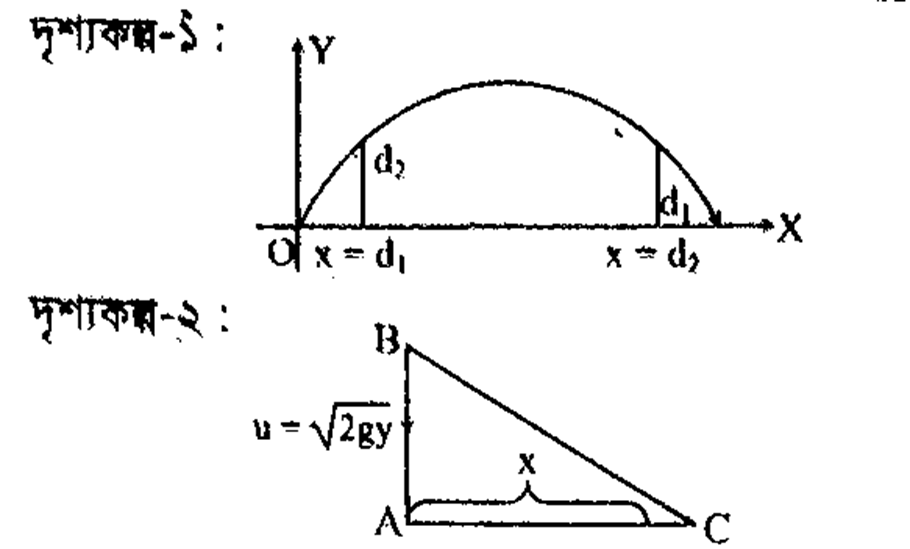 দৃশ্যকল্প-১ :
Y
d₂
d₁
O x = d₁ x = d₂ X
দৃশ্যকল্প-২ :
B
u = √2gy
x
A C